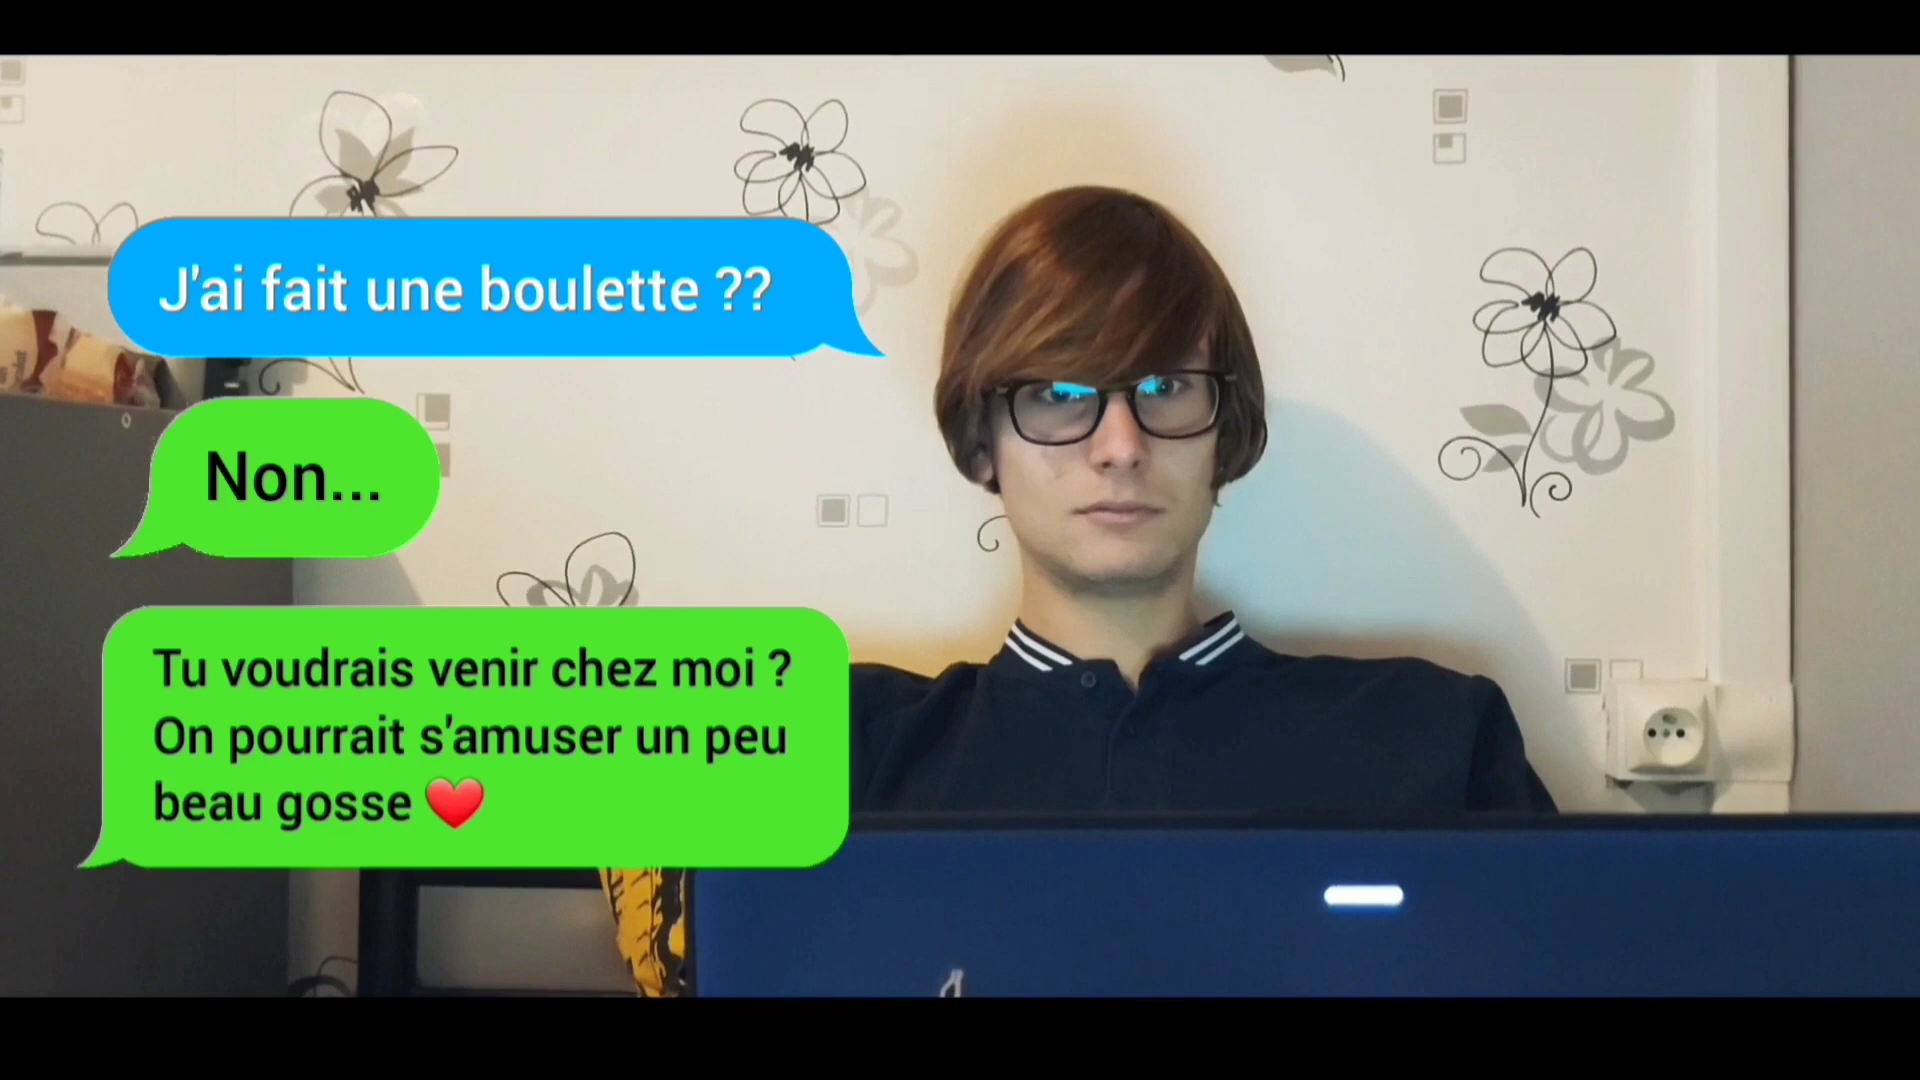 J'ai fait une boulette ??
Non...
Tu voudrais venir chez moi ?
On pourrait s'amuser un peu
beau gosse ❤️